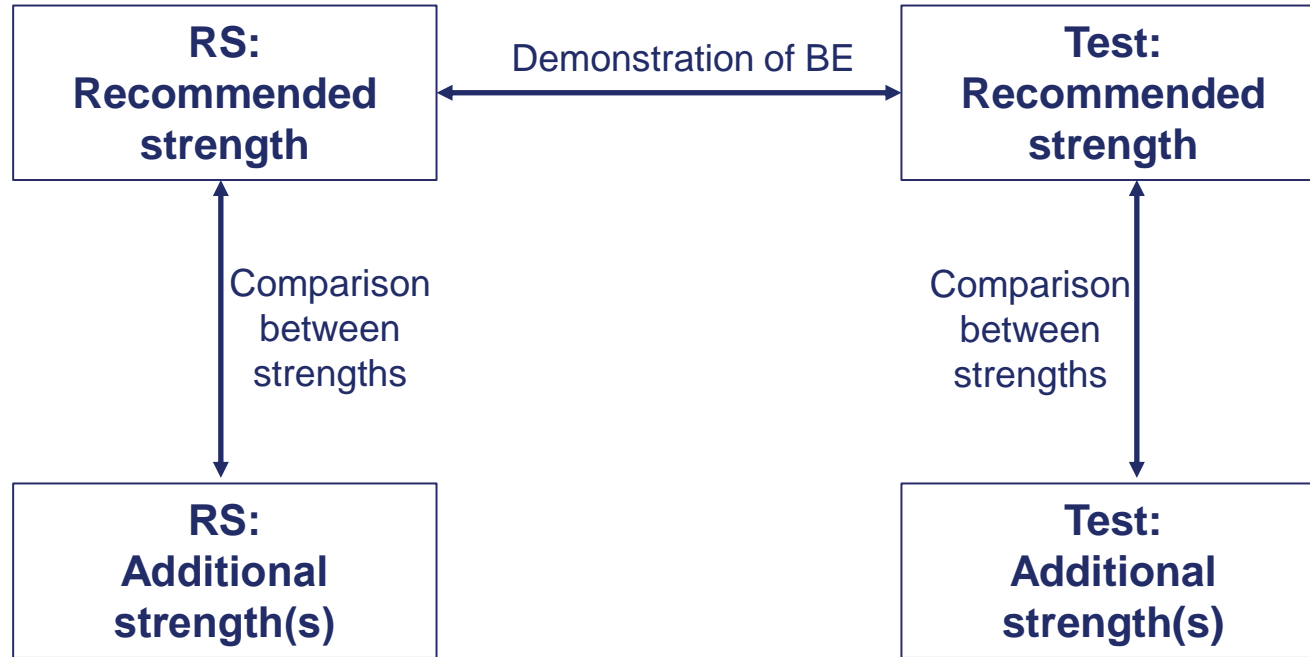 RS:
Recommended
strength
Demonstration of BE
Test:
Recommended
strength
Comparison
between
strengths
Comparison
between
strengths
RS:
Additional
strength(s)
Test:
Additional
strength(s)